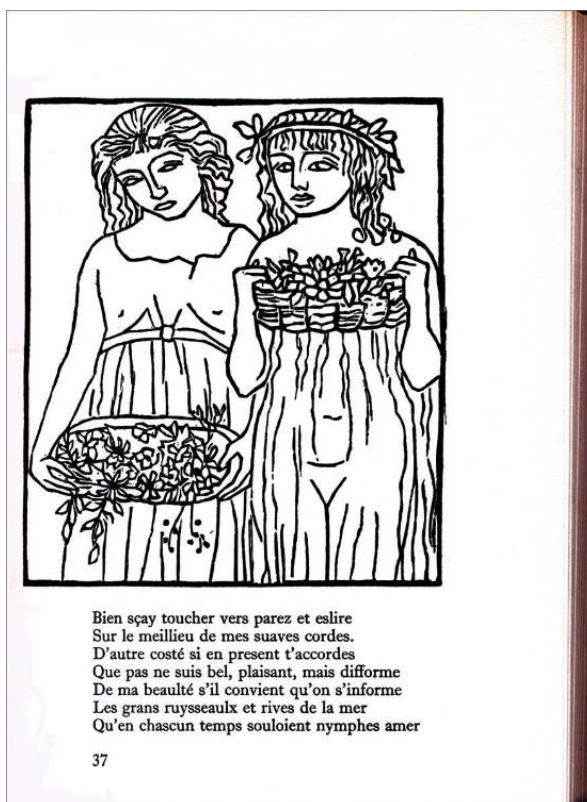 Bien sçay toucher vers parez et eslire
Sur le meillieu de mes suaves cordes.
D'autre costé si en present t'accordes
Que pas ne suis bel, plaisant, mais difforme
De ma beaulté s'il convient qu'on s'informe
Les grans ruysseaulx et rives de la mer
Qu'en chascun temps souloient nymphes amer
37